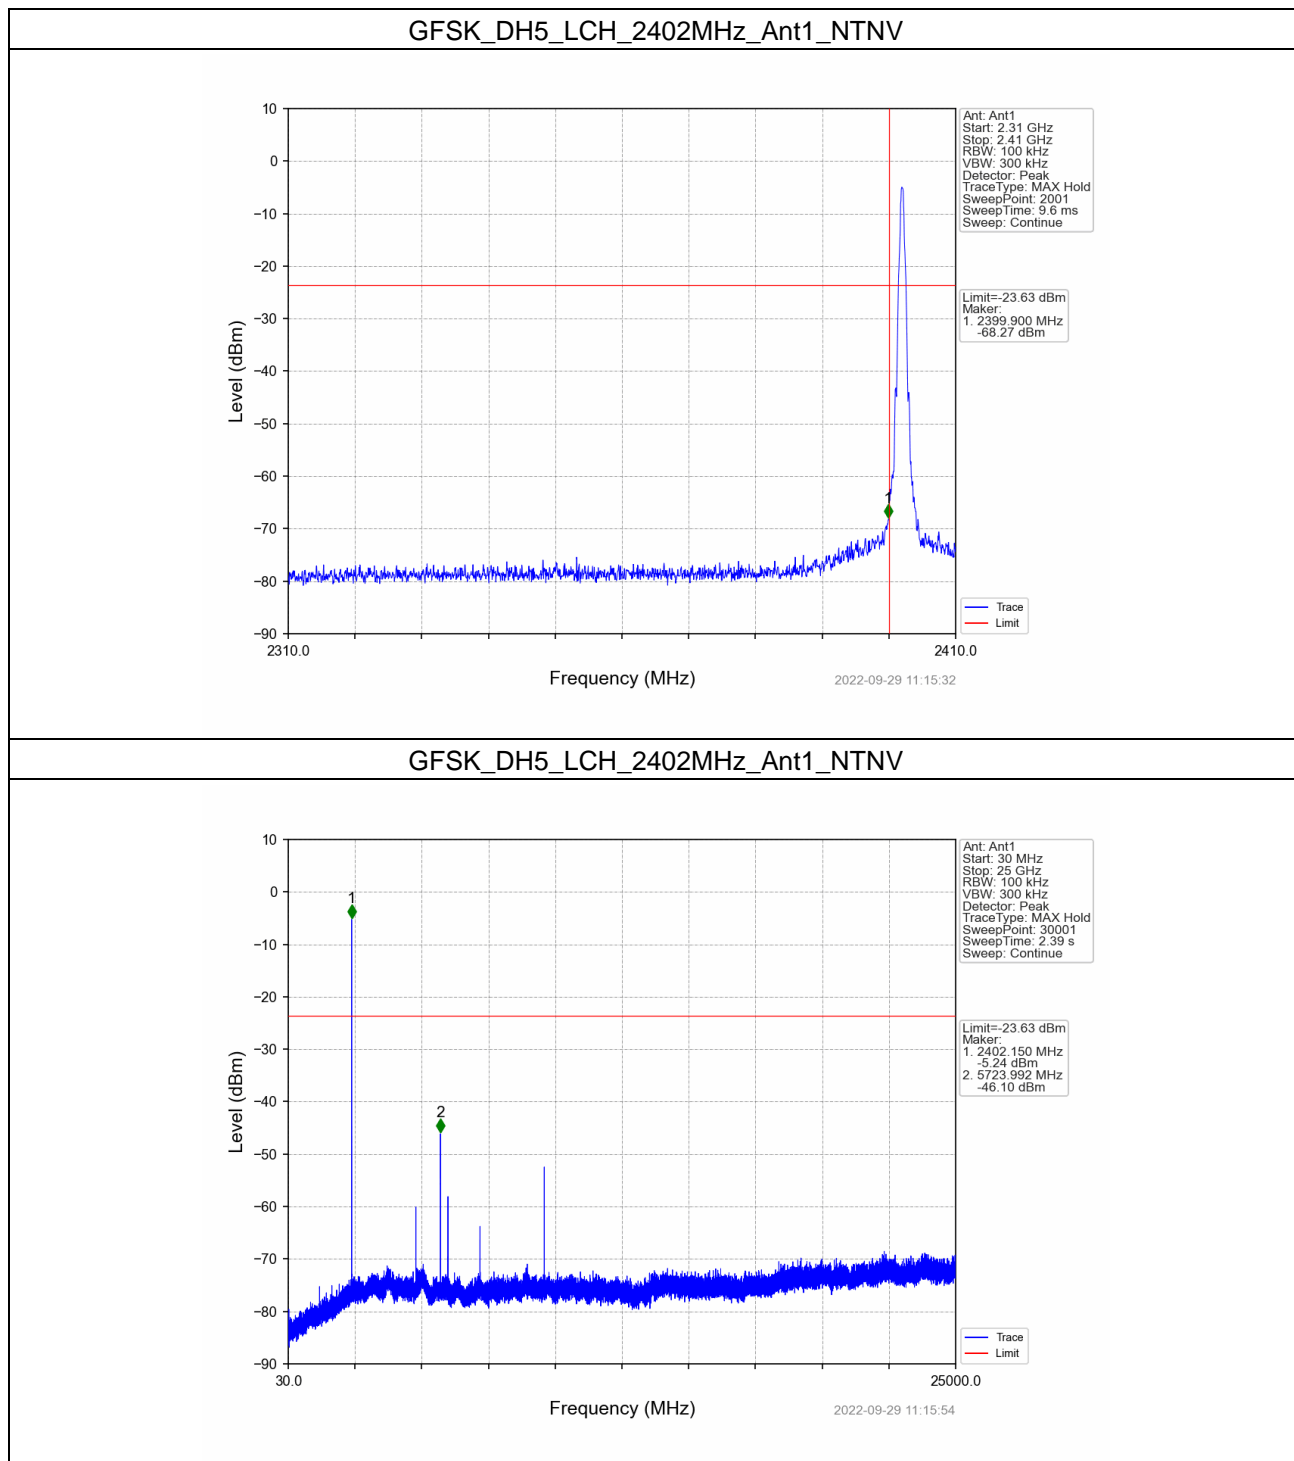 GFSK_DH5_LCH_2402MHz_Ant1_NTNV
10
0
−10
−20
−30
−40
−50
−60
−70
−80
−90
Level (dBm)
2310.0
2410.0
Frequency (MHz)
2022-09-29 11:15:32
1
Ant: Ant1
Start: 2.31 GHz
Stop: 2.41 GHz
RBW: 100 kHz
VBW: 300 kHz
Detector: Peak
TraceType: MAX Hold
SweepPoint: 2001
SweepTime: 9.6 ms
Sweep: Continue
Limit=-23.63 dBm
Maker:
1. 2399.900 MHz
-68.27 dBm
Trace
Limit
GFSK_DH5_LCH_2402MHz_Ant1_NTNV
10
0
−10
−20
−30
−40
−50
−60
−70
−80
−90
Level (dBm)
30.0
25000.0
Frequency (MHz)
2022-09-29 11:15:54
1
2
Ant: Ant1
Start: 30 MHz
Stop: 25 GHz
RBW: 100 kHz
VBW: 300 kHz
Detector: Peak
TraceType: MAX Hold
SweepPoint: 30001
SweepTime: 2.39 s
Sweep: Continue
Limit=-23.63 dBm
Maker:
1. 2402.150 MHz
-5.24 dBm
2. 5723.992 MHz
-46.10 dBm
Trace
Limit